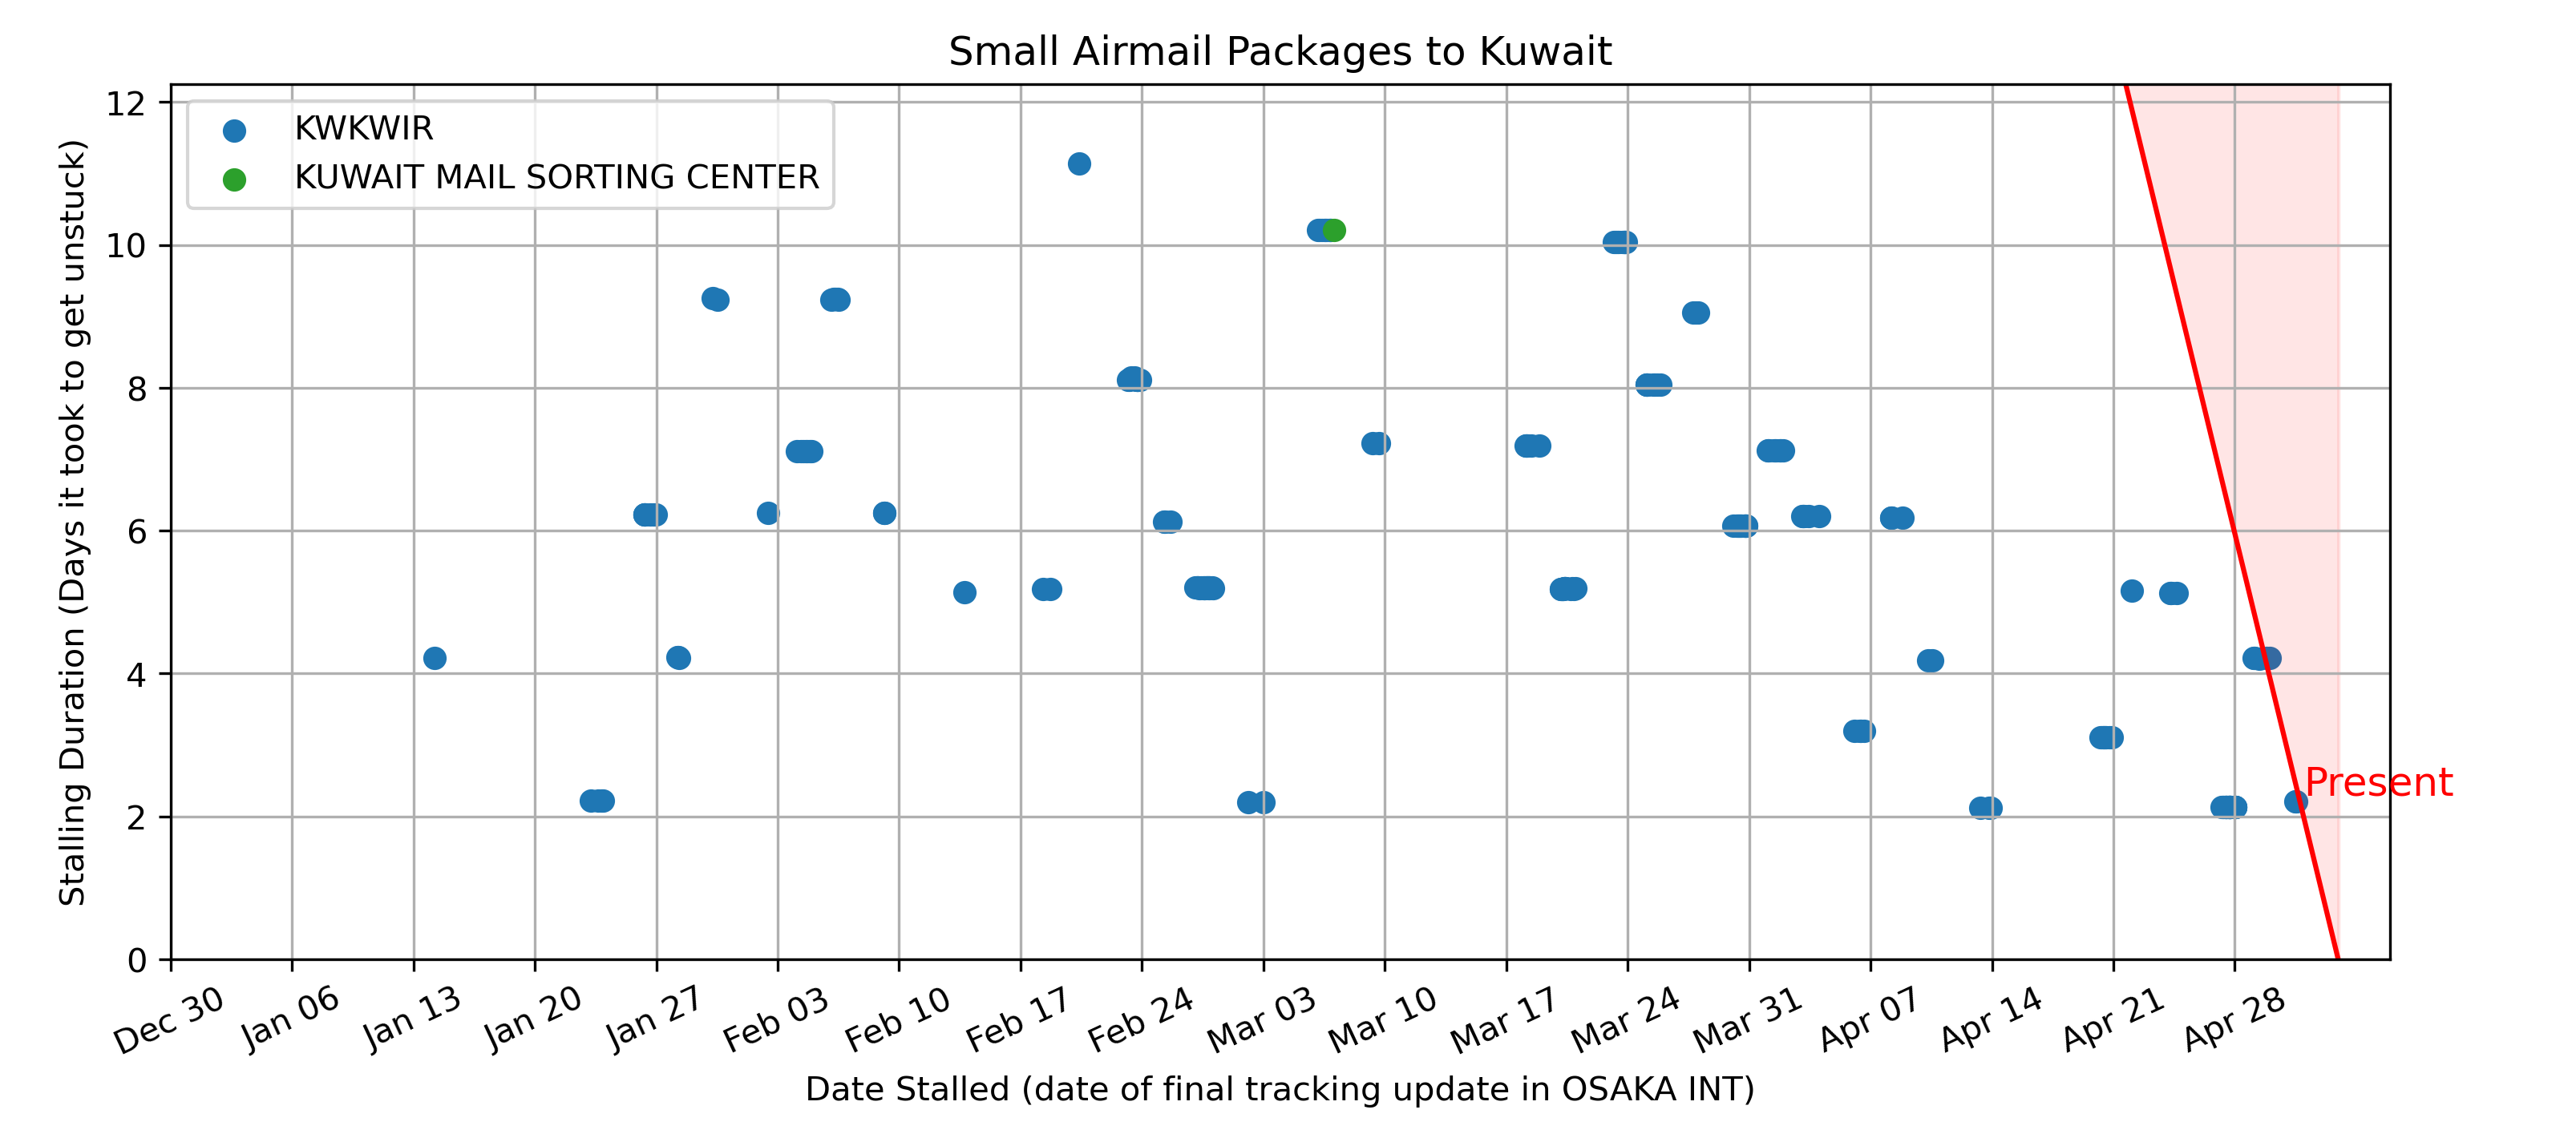 Small Airmail Packages to Kuwait
KWKWIR
KUWAIT MAIL SORTING CENTER
Stalling Duration (Days it took to get unstuck)
12
10
8
6
4
2
0
Present
Dec 30 Jan 06 Jan 13 Jan 20 Jan 27 Feb 03 Feb 10 Feb 17 Feb 24 Mar 03 Mar 10 Mar 17 Mar 24 Mar 31 Apr 07 Apr 14 Apr 21 Apr 28
Date Stalled (date of final tracking update in OSAKA INT)